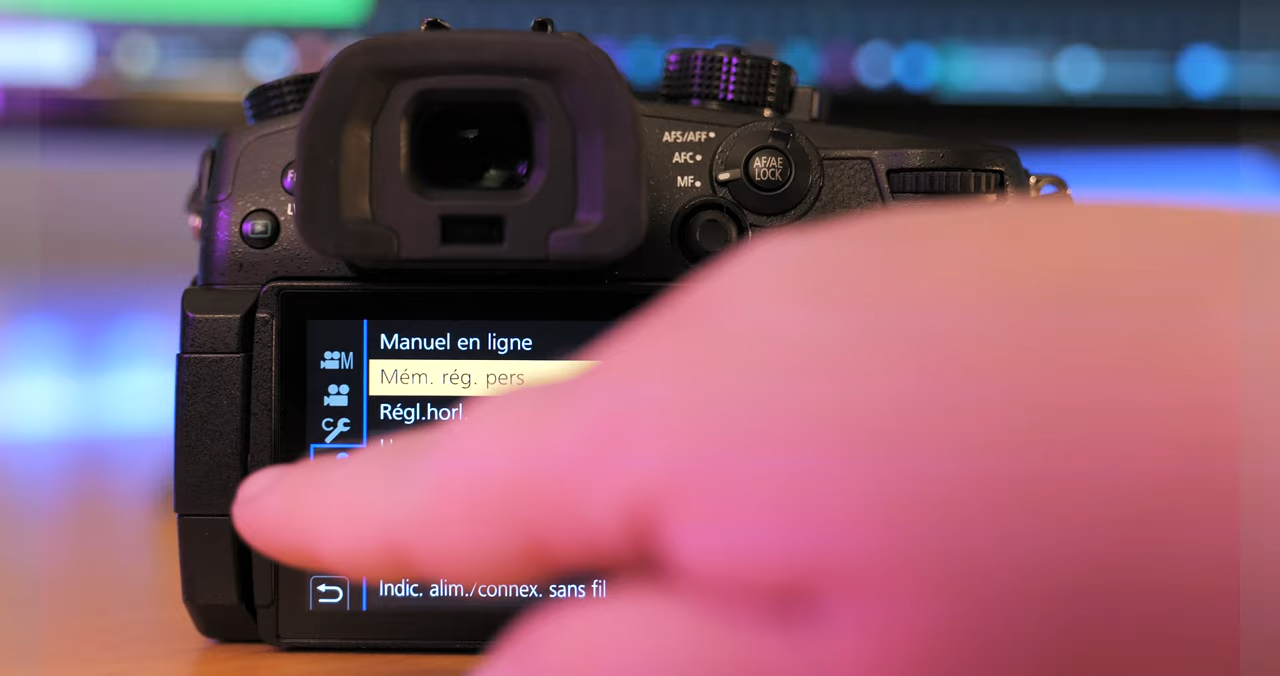 AFS/AFF
AFC
MF
AF/AE
LOCK
Manuel en ligne
M
Mém. rég. pers
C
Régl.horl.
Indic. alim./connex. sans fil